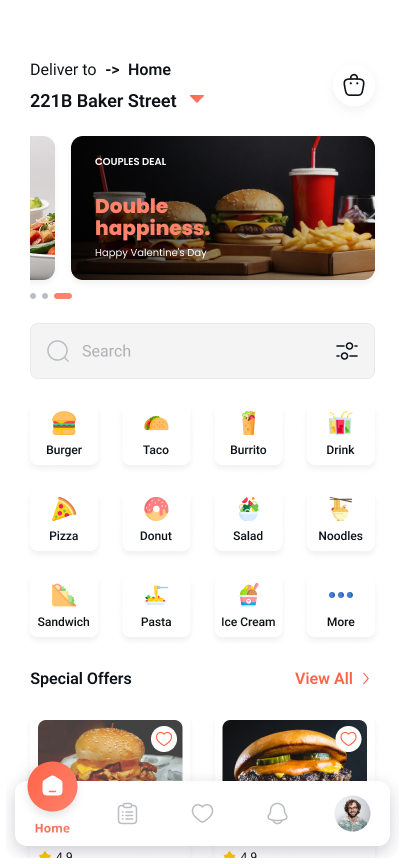 Deliver to -> Home
221B Baker Street
COUPLES DEAL
Double
happiness.
Happy Valentine's Day
Search
Burger
Taco
Burrito
Drink
Pizza
Donut
Salad
Noodles
Sandwich
Pasta
Ice Cream
More
Special Offers
View All
Home
4.9
4.9